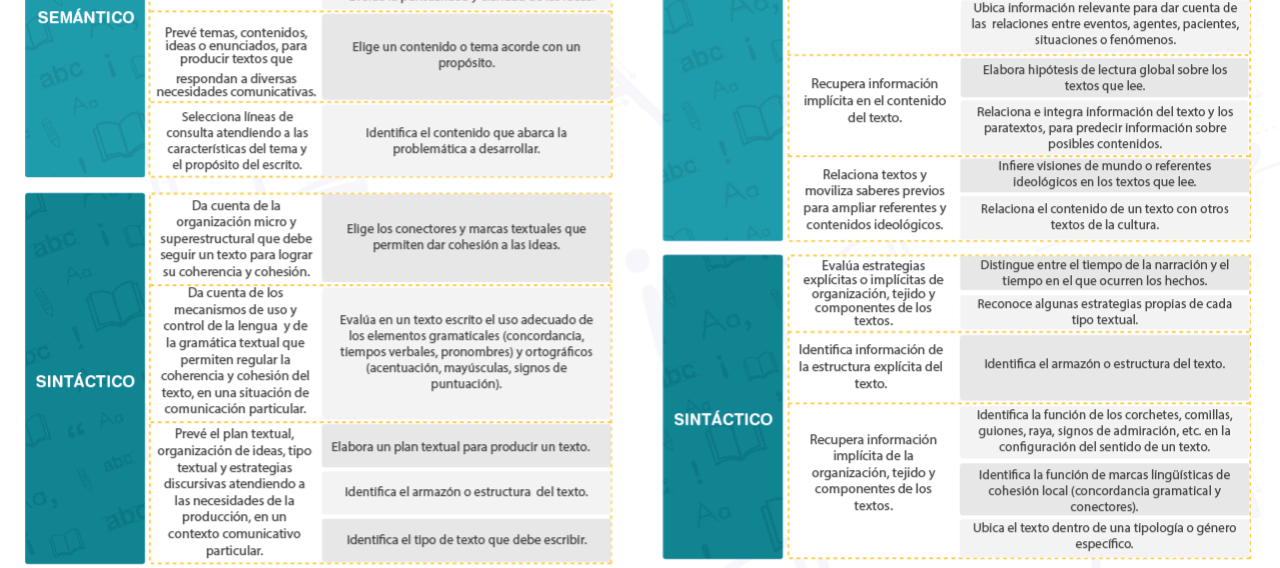 SEMÁNTICO
Prevé temas, contenidos,
ideas o enunciados, para
producir textos que
respondan a diversas
necesidades comunicativas.
Elige un contenido o tema acorde con un
propósito.
Selecciona líneas de
consulta atendiendo a las
características del tema y
el propósito del escrito.
Identifica el contenido que abarca la
problemática a desarrollar.
SINTÁCTICO
Da cuenta de la
organización micro y
superestructural que debe
seguir un texto para lograr
su coherencia y cohesión.
Elige los conectores y marcas textuales que
permiten dar cohesión a las ideas.
Da cuenta de los
mecanismos de uso y
control de la lengua y de
la gramática textual que
permiten regular la
coherencia y cohesión del
texto, en una situación de
comunicación particular.
Evalúa en un texto escrito el uso adecuado de
los elementos gramaticales (concordancia,
tiempos verbales, pronombres) y ortográficos
(acentuación, mayúsculas, signos de
puntuación).
Prevé el plan textual,
organización de ideas, tipo
textual y estrategias
discursivas atendiendo a
las necesidades de la
producción, en un
contexto comunicativo
particular.
Elabora un plan textual para producir un texto.
Identifica el armazón o estructura del texto.
Identifica el tipo de texto que debe escribir.
Ubica información relevante para dar cuenta de
las relaciones entre eventos, agentes, pacientes,
situaciones o fenómenos.
Recupera información
implícita en el contenido
del texto.
Elabora hipótesis de lectura global sobre los
textos que lee.
Relaciona e integra información del texto y los
paratextos, para predecir información sobre
posibles contenidos.
Relaciona textos y
moviliza saberes previos
para ampliar referentes y
contenidos ideológicos.
Infiere visiones de mundo o referentes
ideológicos en los textos que lee.
Relaciona el contenido de un texto con otros
textos de la cultura.
SINTÁCTICO
Evalúa estrategias
explícitas o implícitas de
organización, tejido y
componentes de los
textos.
Distingue entre el tiempo de la narración y el
tiempo en el que ocurren los hechos.
Reconoce algunas estrategias propias de cada
tipo textual.
Identifica información de
la estructura explícita del
texto.
Identifica el armazón o estructura del texto.
Recupera información
implícita de la
organización, tejido y
componentes de los
textos.
Identifica la función de los corchetes, comillas,
guiones, raya, signos de admiración, etc. en la
configuración del sentido de un texto.
Identifica la función de marcas lingüísticas de
cohesión local (concordancia gramatical y
conectores).
Ubica el texto dentro de una tipología o género
específico.